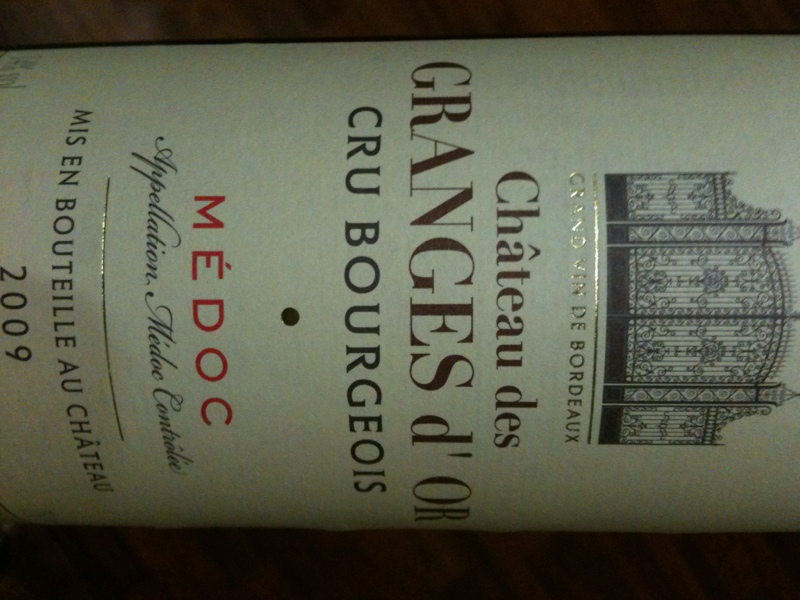 GRAND VIN DE BORDEAUX
Château des
GRANGES d'OR
CRU BOURGEOIS
MÉDOC
Appellation Médoc Contrôlée
MIS EN BOUTEILLE AU CHÂTEAU
2009